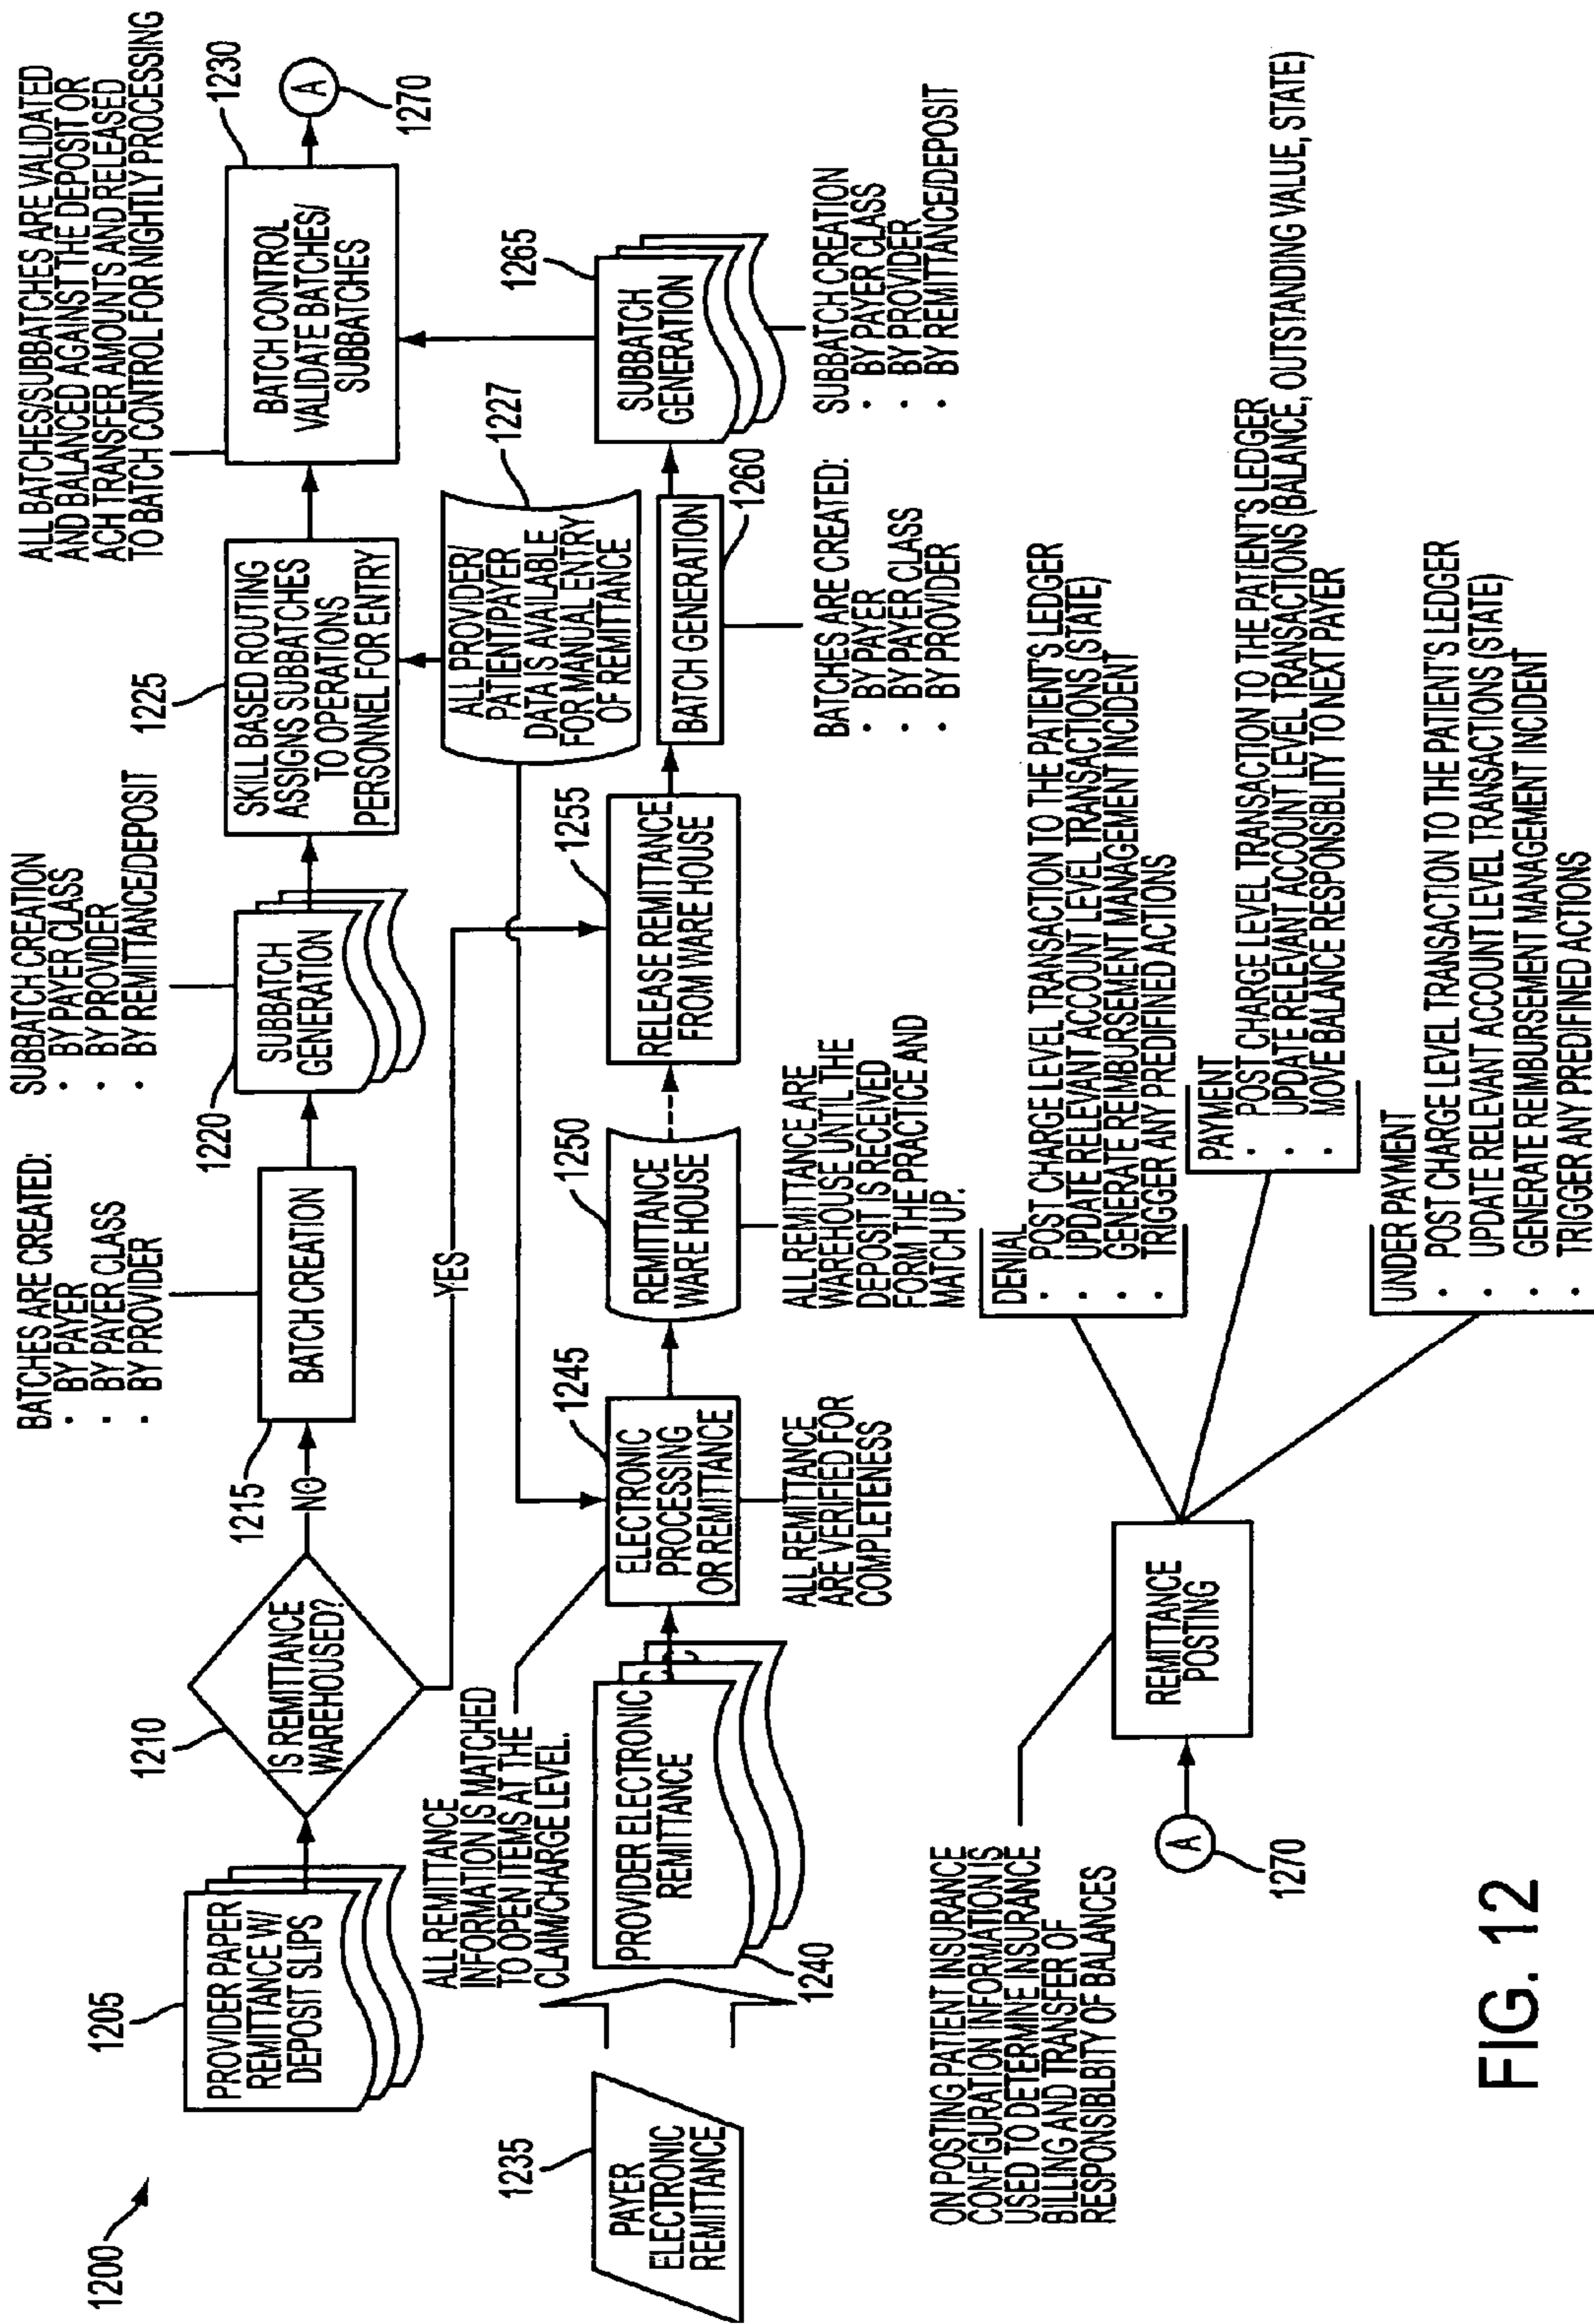 1200
1205
PROVIDER PAPER
REMITTANCE W/
DEPOSIT SLIPS
1210
IS REMITTANCE
WAREHOUSED?
NO
YES
1215
BATCH CREATION
BATCHES ARE CREATED:
· BY PAYER
· BY PAYER CLASS
· BY PROVIDER
1220
SUBBATCH
GENERATION
SUBBATCH CREATION
· BY PAYER CLASS
· BY PROVIDER
· BY REMITTANCE/DEPOSIT
1225
SKILL BASED ROUTING
ASSIGNS SUBBATCHES
TO OPERATIONS
PERSONNEL FOR ENTRY
ALL BATCHES/SUBBATCHES ARE VALIDATED
AND BALANCED AGAINST THE DEPOSIT OR
ACH TRANSFER AMOUNTS AND RELEASED
TO BATCH CONTROL FOR NIGHTLY PROCESSING
1230
BATCH CONTROL
VALIDATE BATCHES/
SUBBATCHES
A
1270
1227
ALL PROVIDER/
PATIENT/PAYER
DATA IS AVAILABLE
FOR MANUAL ENTRY
OF REMITTANCE
1235
PAYER
ELECTRONIC
REMITTANCE
ALL REMITTANCE
INFORMATION IS MATCHED
TO OPEN ITEMS AT THE
CLAIM/CHARGE LEVEL.
PROVIDER ELECTRONIC
REMITTANCE
1240
1245
ELECTRONIC
PROCESSING
OR REMITTANCE
ALL REMITTANCE
ARE VERIFIED FOR
COMPLETENESS
1250
REMITTANCE
WARE HOUSE
ALL REMITTANCE ARE
WAREHOUSE UNTIL THE
DEPOSIT IS RECEIVED
FORM THE PRACTICE AND
MATCH UP.
1255
RELEASE REMITTANCE
FROM WARE HOUSE
BATCH GENERATION
1260
BATCHES ARE CREATED:
· BY PAYER
· BY PAYER CLASS
· BY PROVIDER
1265
SUBBATCH
GENERATION
SUBBATCH CREATION
· BY PAYER CLASS
· BY PROVIDER
· BY REMITTANCE/DEPOSIT
ON POSTING PATIENT INSURANCE
CONFIGURATION INFORMATION IS
USED TO DETERMINE INSURANCE
BILLING AND TRANSFER OF
RESPONSIBLBITY OF BALANCES
A
1270
REMITTANCE
POSTING
DENIAL
· POST CHARGE LEVEL TRANSACTION TO THE PATIENT'S LEDGER
· UPDATE RELEVANT ACCOUNT LEVEL TRANSACTIONS (STATE)
· GENERATE REIMBURSEMENT MANAGEMENT INCIDENT
· TRIGGER ANY PREDIFINED ACTIONS
PAYMENT
· POST CHARGE LEVEL TRANSACTION TO THE PATIENT'S LEDGER
· UPDATE RELEVANT ACCOUNT LEVEL TRANSACTIONS (BALANCE, OUTSTANDING VALUE, STATE)
· MOVE BALANCE RESPONSIBLITY TO NEXT PAYER
UNDER PAYMENT
· POST CHARGE LEVEL TRANSACTION TO THE PATIENT'S LEDGER
· UPDATE RELEVANT ACCOUNT LEVEL TRANSACTIONS (STATE)
· GENERATE REIMBURSEMENT MANAGEMENT INCIDENT
· TRIGGER ANY PREDIFINED ACTIONS
FIG. 12